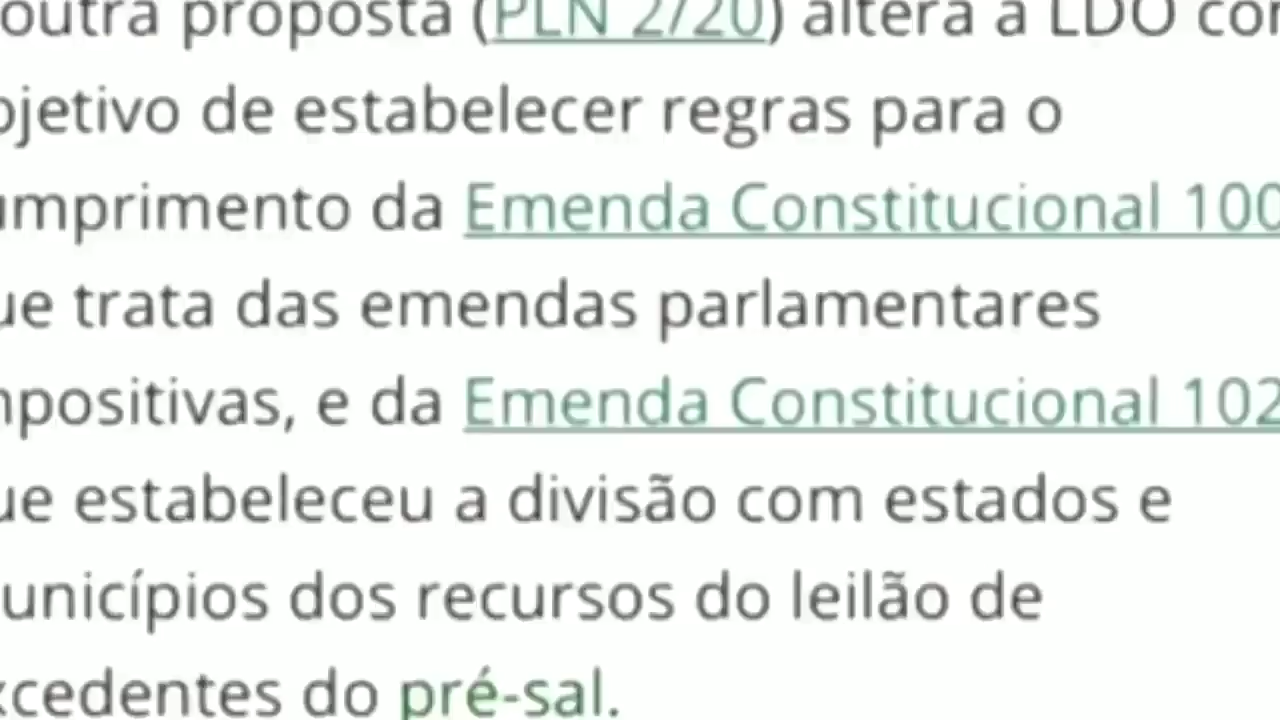 outra proposta (PLN 2/20) altera a LDO com
objetivo de estabelecer regras para o
umprimento da Emenda Constitucional 100
ue trata das emendas parlamentares
mpositivas, e da Emenda Constitucional 102
ue estabeleceu a divisão com estados e
unicípios dos recursos do leilão de
xcedentes do pré-sal.